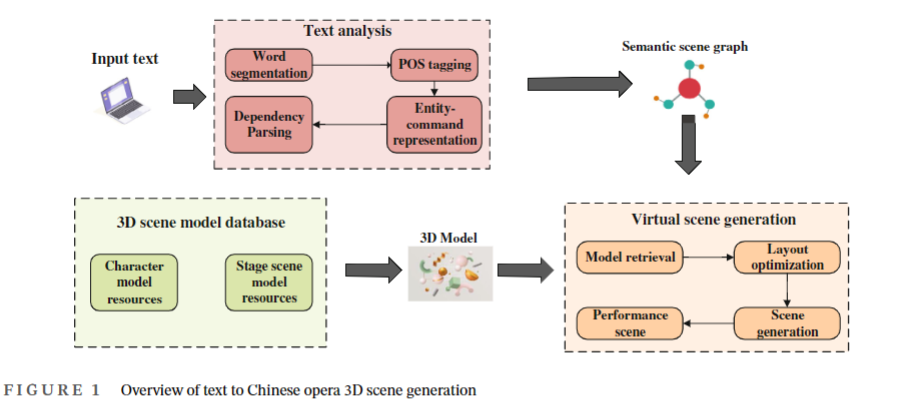 Text analysis
Input text
Word
segmentation
POS tagging
Dependency
Parsing
Entity-
command
representation
Semantic scene graph
3D scene model database
Character
model
resources
Stage scene
model
resources
3D Model
Virtual scene generation
Model retrieval
Layout
optimization
Performance
scene
Scene
generation
FIGURE 1 Overview of text to Chinese opera 3D scene generation